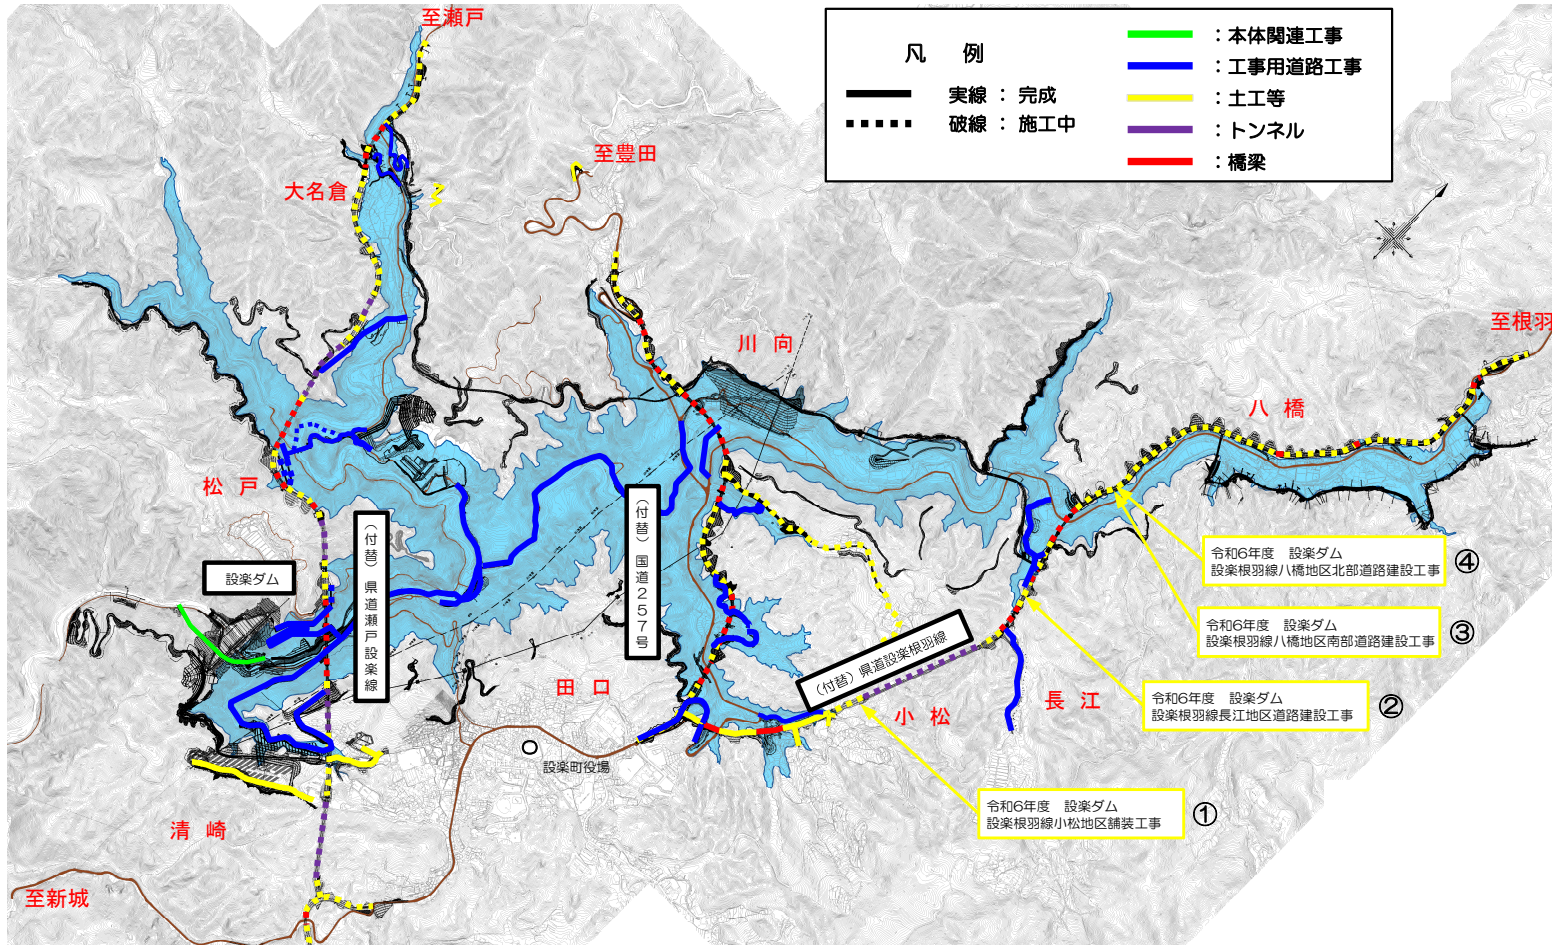 至瀬戸
凡 例
実線 ： 完成
破線 ： 施工中
：本体関連工事
：工事用道路工事
：土工等
：トンネル
：橋梁
至豊田
大名倉
川 向
至根羽
八 橋
松 戸
（付替）県道瀬戸設楽線
（付替）国道２５７号
設楽ダム
令和6年度 設楽ダム
設楽根羽線八橋地区北部道路建設工事
④
令和6年度 設楽ダム
設楽根羽線八橋地区南部道路建設工事
③
（付替）県道設楽根羽線
田 口
小 松
長 江
令和6年度 設楽ダム
設楽根羽線長江地区道路建設工事
②
設楽町役場
令和6年度 設楽ダム
設楽根羽線小松地区舗装工事
①
清 崎
至新城